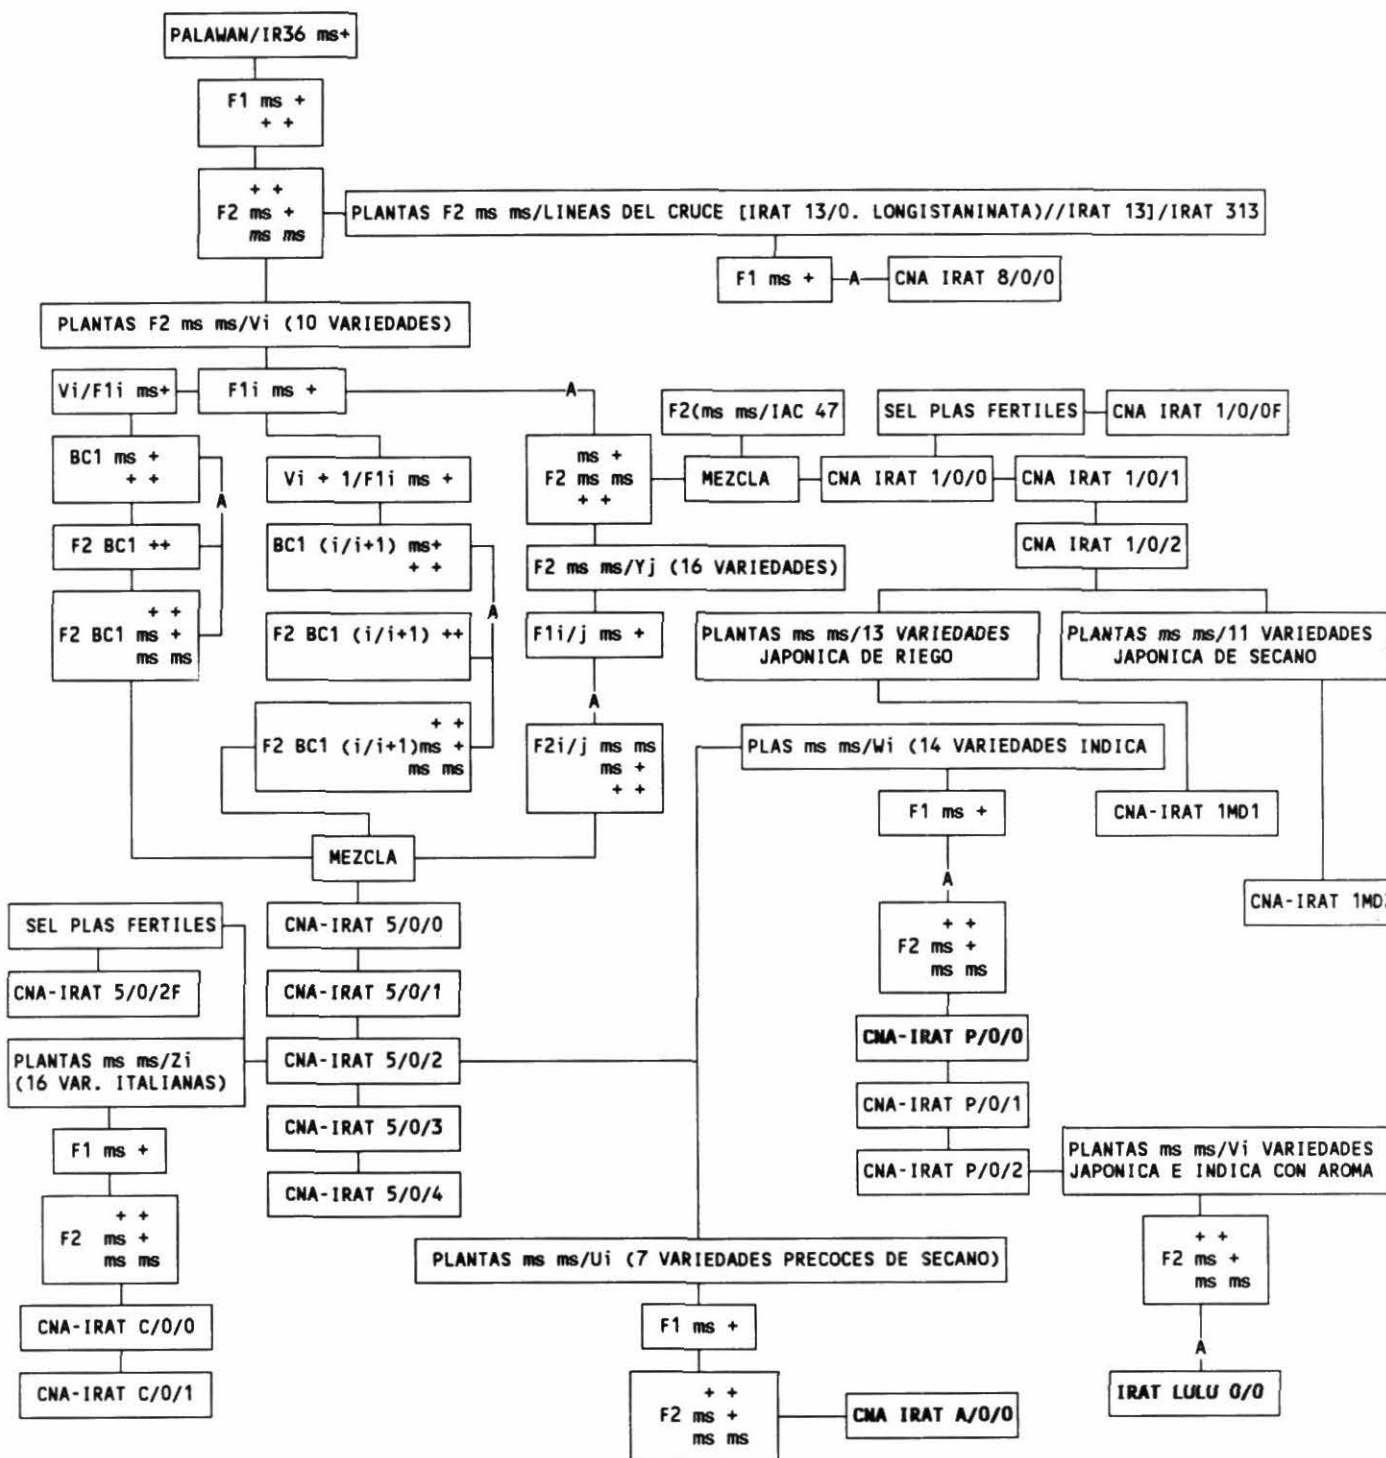 PALAWAN/IR36 ms+
F1 ms +
+ +
+ +
F2 ms +
ms ms
PLANTAS F2 ms ms/LINEAS DEL CRUCE [IRAT 13/O. LONGISTANINATA)//IRAT 13]/IRAT 313
F1 ms +
A
CNA IRAT 8/0/0
PLANTAS F2 ms ms/Vi (10 VARIEDADES)
Vi/F1i ms+
F1i ms +
A
BC1 ms +
+ +
A
F2 BC1 ++
+ +
F2 BC1 ms +
ms ms
Vi + 1/F1i ms +
BC1 (i/i+1) ms+
+ +
A
F2 BC1 (i/i+1) ++
+ +
F2 BC1 (i/i+1)ms +
ms ms
ms +
F2 ms ms
+ +
F2(ms ms/IAC 47
MEZCLA
SEL PLAS FERTILES
CNA IRAT 1/0/0F
CNA IRAT 1/0/0
CNA IRAT 1/0/1
CNA IRAT 1/0/2
F2 ms ms/Yj (16 VARIEDADES)
F1i/j ms +
A
F2i/j ms ms
ms +
+ +
PLANTAS ms ms/13 VARIEDADES
JAPONICA DE RIEGO
PLANTAS ms ms/11 VARIEDADES
JAPONICA DE SECANO
PLAS ms ms/Wi (14 VARIEDADES INDICA
F1 ms +
CNA-IRAT 1MD1
A
CNA-IRAT 1MD
+ +
F2 ms +
ms ms
CNA-IRAT P/0/0
CNA-IRAT P/0/1
CNA-IRAT P/0/2
PLANTAS ms ms/Vi VARIEDADES
JAPONICA E INDICA CON AROMA
+ +
F2 ms +
ms ms
A
IRAT LULU 0/0
MEZCLA
CNA-IRAT 5/0/0
CNA-IRAT 5/0/1
CNA-IRAT 5/0/2
CNA-IRAT 5/0/3
CNA-IRAT 5/0/4
SEL PLAS FERTILES
CNA-IRAT 5/0/2F
PLANTAS ms ms/Zi
(16 VAR. ITALIANAS)
F1 ms +
+ +
F2 ms +
ms ms
CNA-IRAT C/0/0
CNA-IRAT C/0/1
PLANTAS ms ms/Ui (7 VARIEDADES PRECOCES DE SECANO)
F1 ms +
+ +
F2 ms +
ms ms
CNA IRAT A/0/0